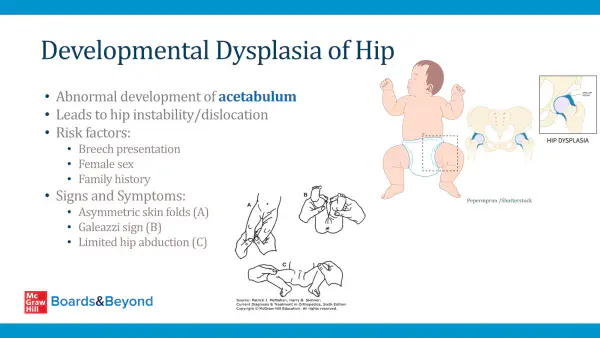 Developmental Dysplasia of Hip
• Abnormal development of acetabulum
• Leads to hip instability/dislocation
• Risk factors:
• Breech presentation
• Female sex
• Family history
• Signs and Symptoms:
• Asymmetric skin folds (A)
• Galeazzi sign (B)
• Limited hip abduction (C)
HIP DYSPLASIA
Pepermpron /Shutterstock
A
B
C
Source: Patrick J. McMahon, Harry B. Skinner:
Current Diagnosis & Treatment in Orthopedics, Sixth Edition
Copyright © McGraw-Hill Education. All rights reserved.
Mc
Graw
Hill
Boards&Beyond